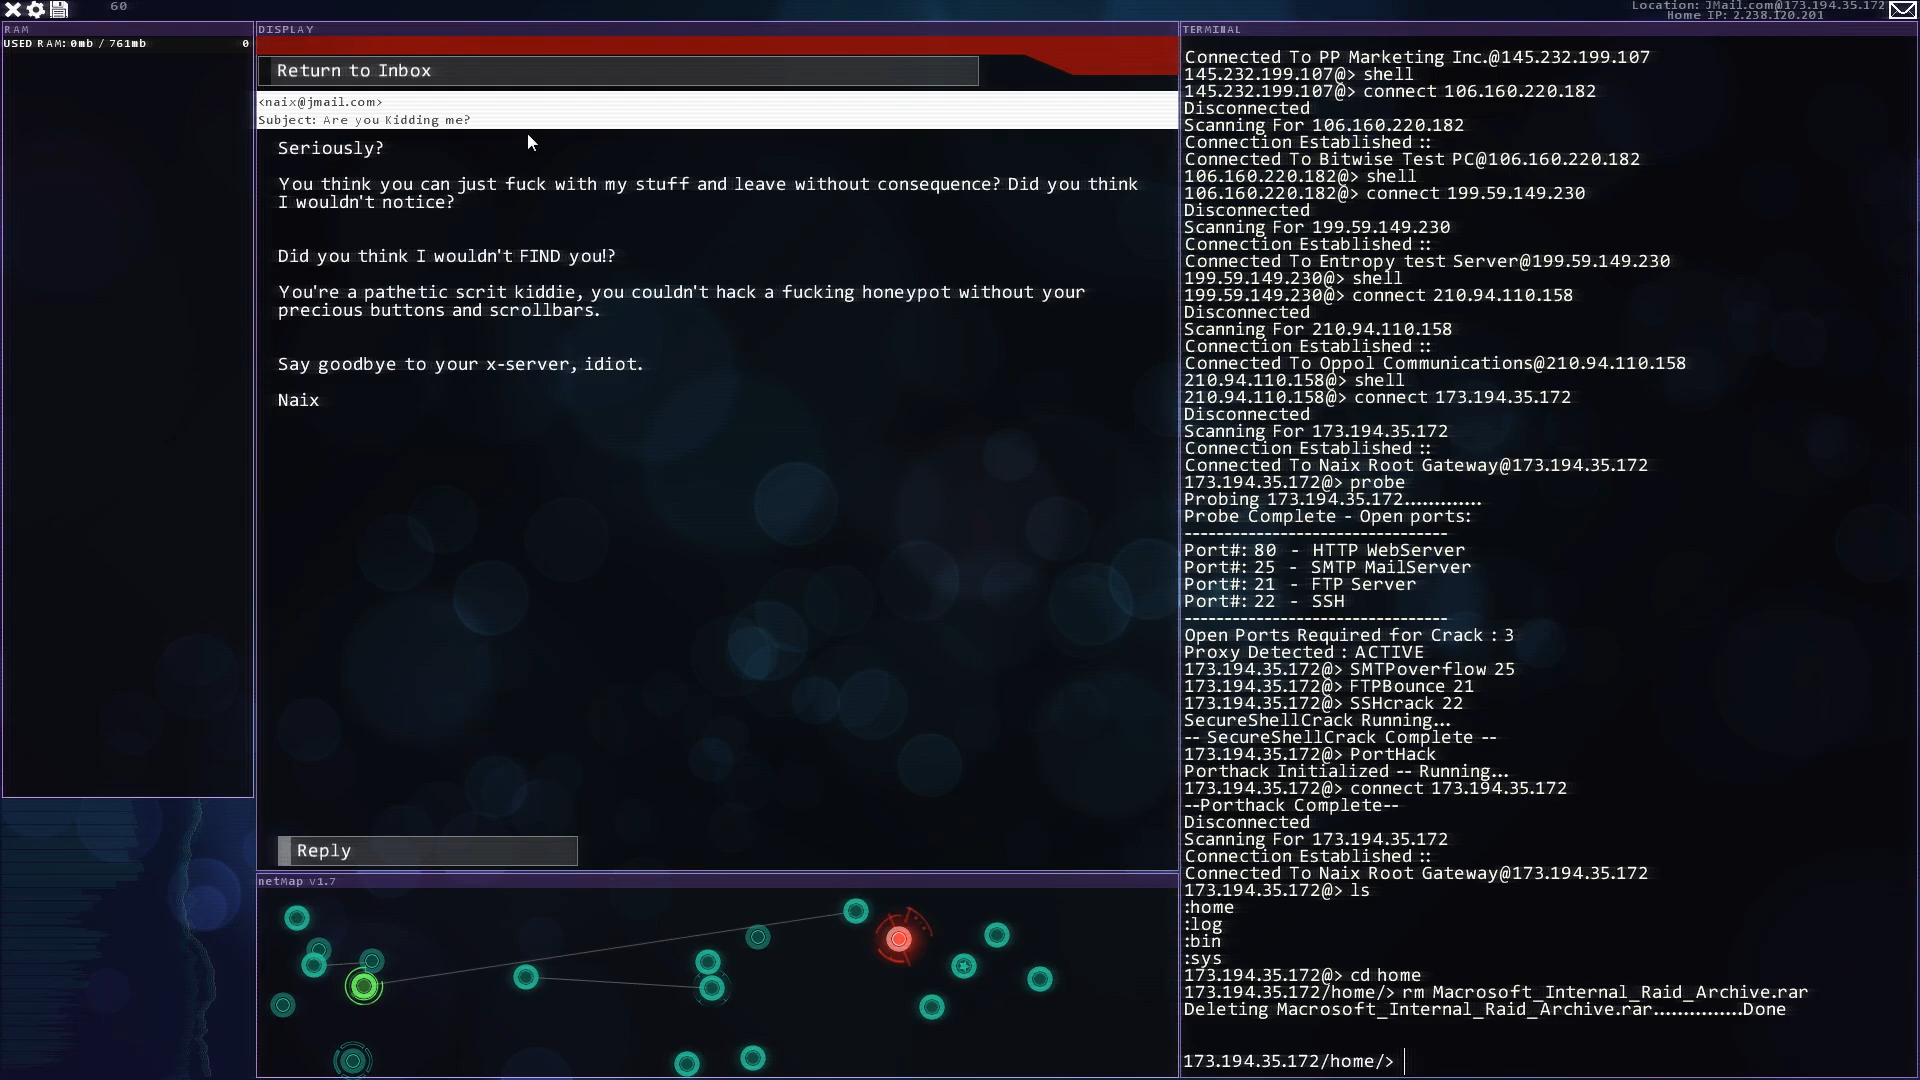 60
Location: JMail.com@173.194.35.172
Home IP: 2.238.120.201
RAM
USED RAM: 0mb / 761mb 0
DISPLAY
Return to Inbox
<naix@jmail.com>
Subject: Are you Kidding me?
Seriously?
You think you can just fuck with my stuff and leave without consequence? Did you think
I wouldn't notice?
Did you think I wouldn't FIND you!?
You're a pathetic scrit kiddie, you couldn't hack a fucking honeypot without your
precious buttons and scrollbars.
Say goodbye to your x-server, idiot.
Naix
Reply
netMap v1.7
TERMINAL
Connected To PP Marketing Inc.@145.232.199.107
145.232.199.107@> shell
145.232.199.107@> connect 106.160.220.182
Disconnected
Scanning For 106.160.220.182
Connection Established ::
Connected To Bitwise Test PC@106.160.220.182
106.160.220.182@> shell
106.160.220.182@> connect 199.59.149.230
Disconnected
Scanning For 199.59.149.230
Connection Established ::
Connected To Entropy test Server@199.59.149.230
199.59.149.230@> shell
199.59.149.230@> connect 210.94.110.158
Disconnected
Scanning For 210.94.110.158
Connection Established ::
Connected To Oppol Communications@210.94.110.158
210.94.110.158@> shell
210.94.110.158@> connect 173.194.35.172
Disconnected
Scanning For 173.194.35.172
Connection Established ::
Connected To Naix Root Gateway@173.194.35.172
173.194.35.172@> probe
Probing 173.194.35.172.............
Probe Complete - Open ports:
---------------------------------
Port#: 80 - HTTP WebServer
Port#: 25 - SMTP MailServer
Port#: 21 - FTP Server
Port#: 22 - SSH
---------------------------------
Open Ports Required for Crack : 3
Proxy Detected : ACTIVE
173.194.35.172@> SMTPoverflow 25
173.194.35.172@> FTPBounce 21
173.194.35.172@> SSHcrack 22
SecureShellCrack Running...
-- SecureShellCrack Complete --
173.194.35.172@> PortHack
Porthack Initialized -- Running...
173.194.35.172@> connect 173.194.35.172
--Porthack Complete--
Disconnected
Scanning For 173.194.35.172
Connection Established ::
Connected To Naix Root Gateway@173.194.35.172
173.194.35.172@> ls
:home
:log
:bin
:sys
173.194.35.172@> cd home
173.194.35.172/home/> rm Macrosoft_Internal_Raid_Archive.rar
Deleting Macrosoft_Internal_Raid_Archive.rar...............Done
173.194.35.172/home/>